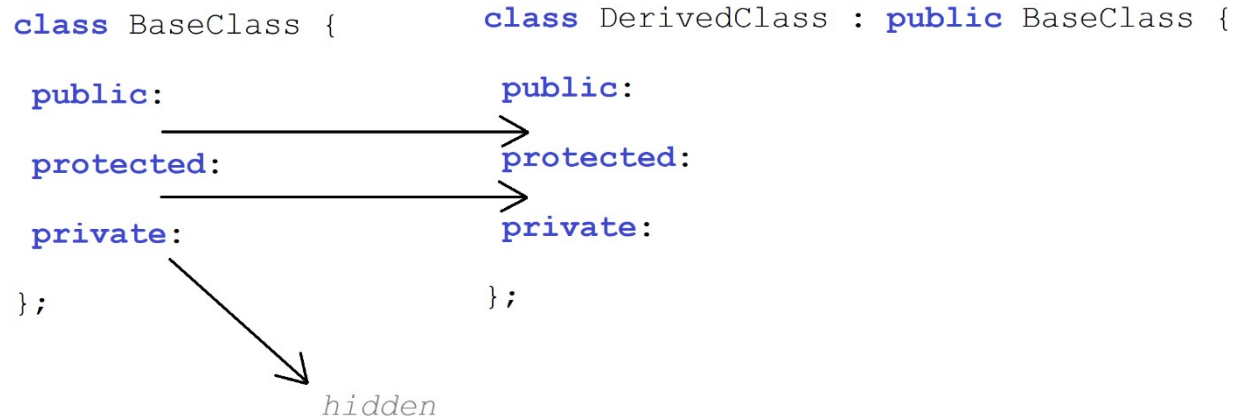 class BaseClass {
public:
protected:
private:
};
hidden
class DerivedClass : public BaseClass {
public:
protected:
private:
};